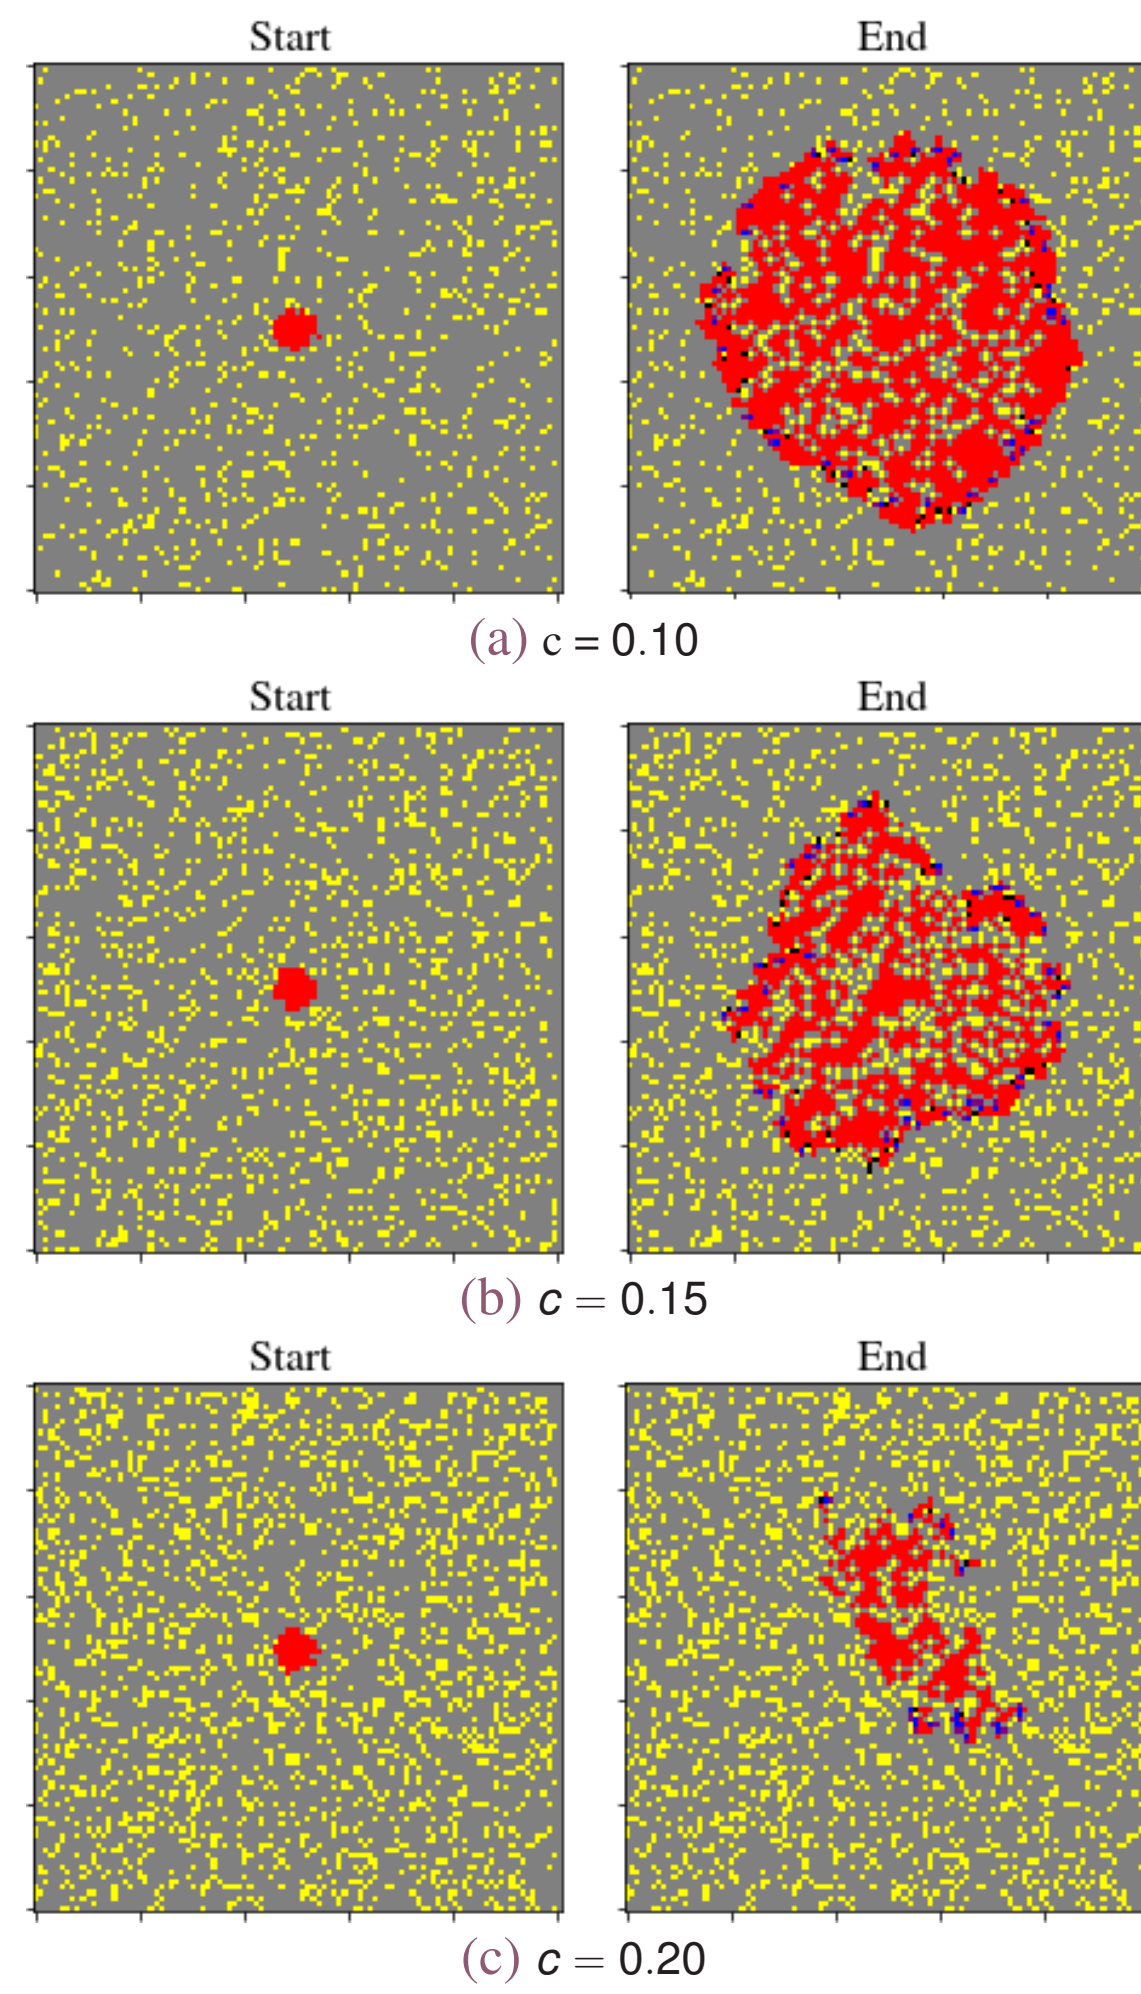 Start End
(a) c = 0.10
Start End
(b) c = 0.15
Start End
(c) c = 0.20